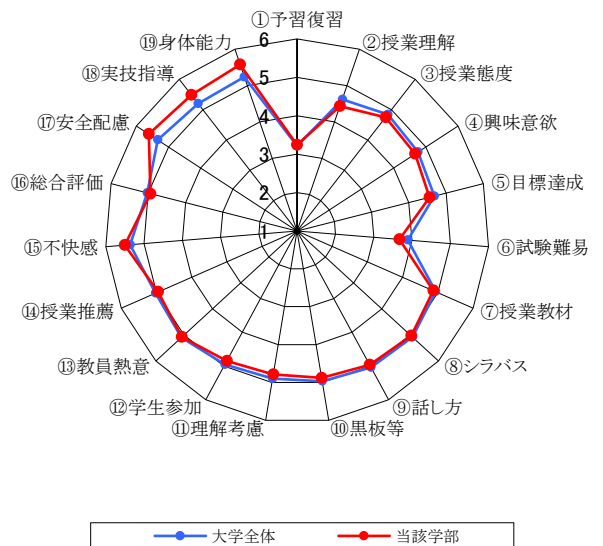 ①予習復習
②授業理解
③授業態度
④興味意欲
⑤目標達成
⑥試験難易
⑦授業教材
⑧シラバス
⑨話し方
⑩黒板等
⑪理解考慮
⑫学生参加
⑬教員熱意
⑭授業推薦
⑮不快感
⑯総合評価
⑰安全配慮
⑱実技指導
⑲身体能力
6
5
4
3
2
1
大学全体
当該学部